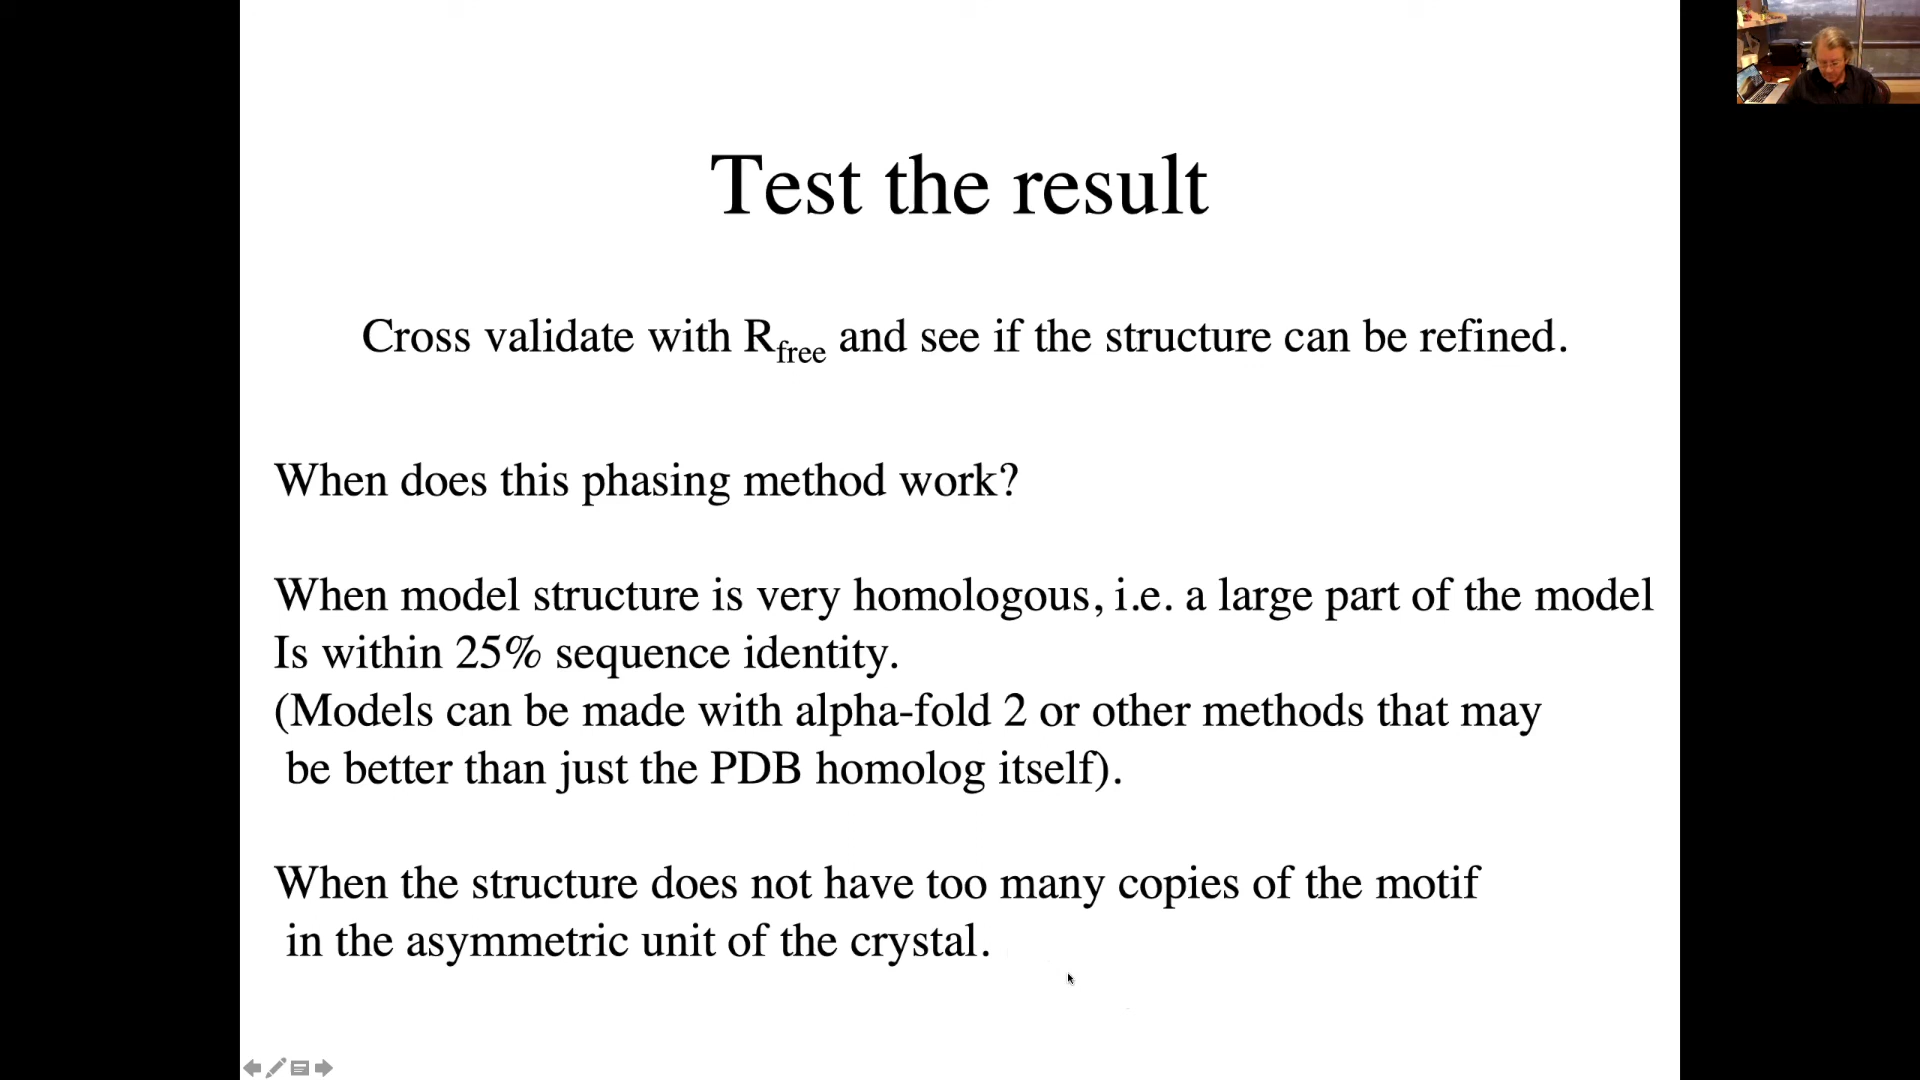 Test the result
Cross validate with Rfree and see if the structure can be refined.
When does this phasing method work?
When model structure is very homologous, i.e. a large part of the model
Is within 25% sequence identity.
(Models can be made with alpha-fold 2 or other methods that may
be better than just the PDB homolog itself).
When the structure does not have too many copies of the motif
in the asymmetric unit of the crystal.